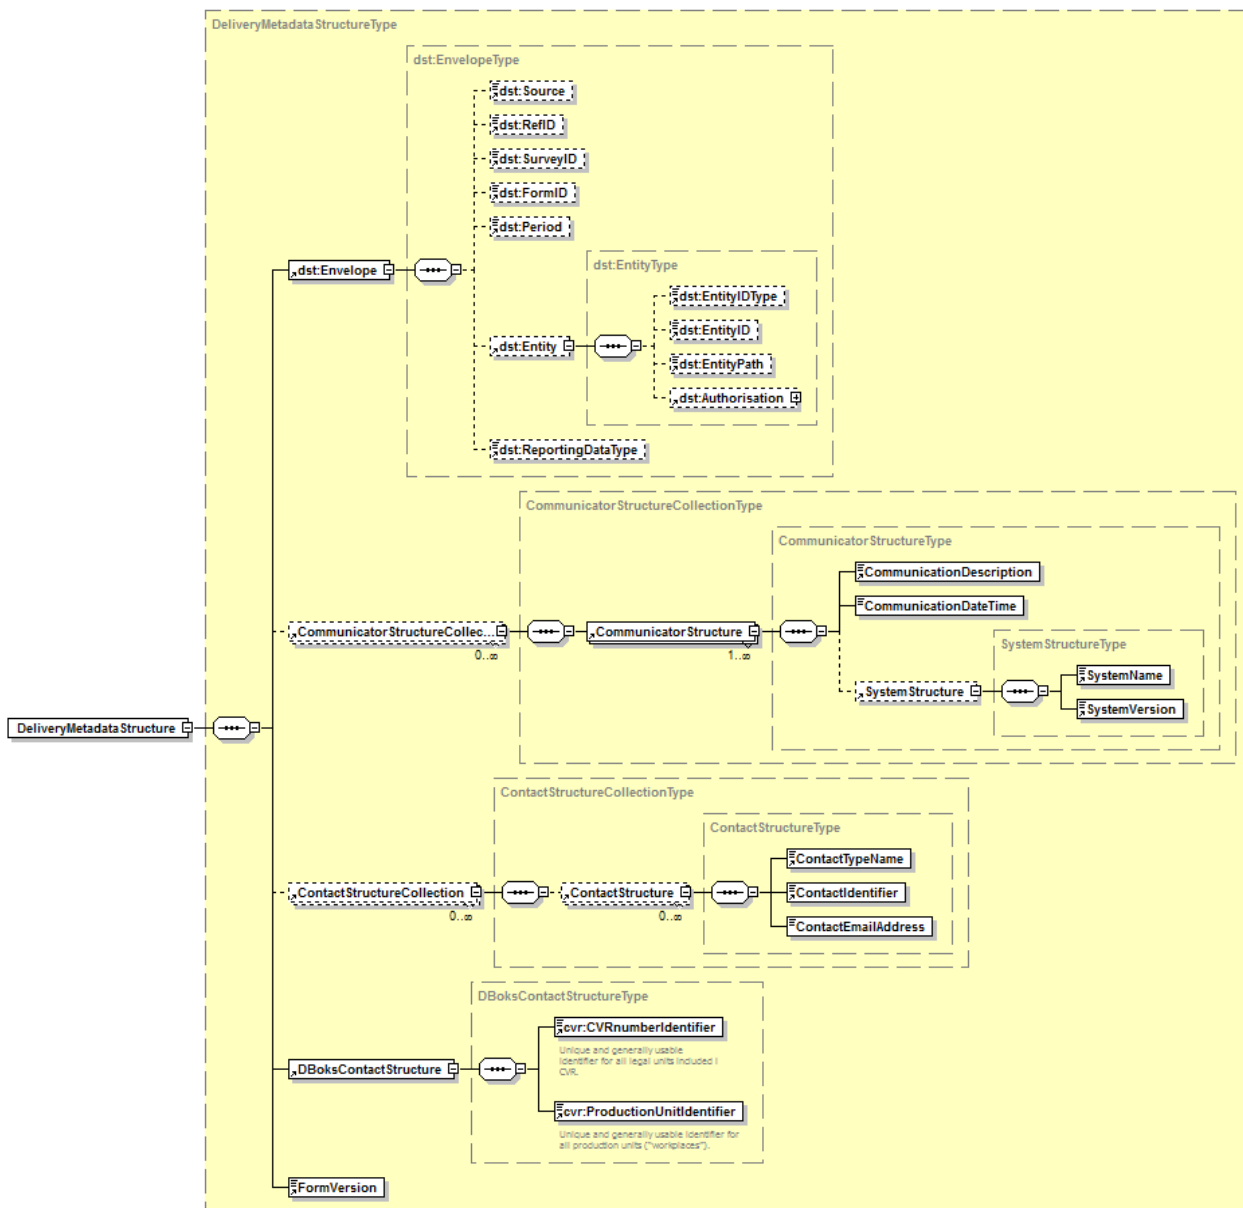 DeliveryMetadataStructureType
dst:EnvelopeType
dst:Source
dst:RefID
dst:SurveyID
dst:FormID
dst:Period
dst:Envelope
dst:EntityType
dst:EntityIDType
dst:EntityID
dst:Entity
dst:EntityPath
dst:Authorisation
dst:ReportingDataType
CommunicatorStructureCollectionType
CommunicatorStructureType
CommunicationDescription
CommunicationDateTime
CommunicatorStructureCollec...
0..∞
CommunicatorStructure
1..∞
SystemStructureType
SystemStructure
SystemName
SystemVersion
DeliveryMetadataStructure
ContactStructureCollectionType
ContactStructureType
ContactTypeName
ContactStructureCollection
0..∞
ContactStructure
0..∞
ContactIdentifier
ContactEmailAddress
DBoksContactStructureType
cvr:CVRnumberIdentifier
Unique and generally usable
identifier for all legal units included i
CVR.
DBoksContactStructure
cvr:ProductionUnitIdentifier
Unique and generally usable identifier for
all production units ("workplaces").
FormVersion